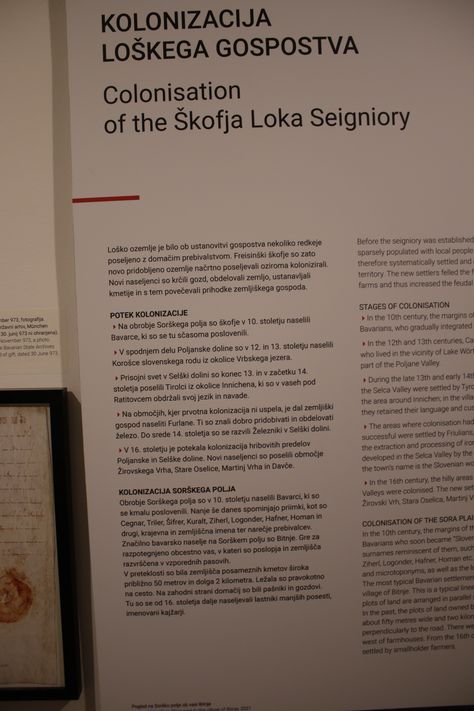 KOLONIZACIJA
LOŠKEGA GOSPOSTVA
Colonisation
of the Škofja Loka Seigniory
Loško ozemlje je bilo ob ustanovitvi gospostva nekoliko redkeje
poseljeno z domačim prebivalstvom. Freisinški škofje so zato
novo pridobljeno ozemlje načrtno poseljevali oziroma kolonizirali.
Novi naseljenci so krčili gozd, obdelovali zemljo, ustanavljali
kmetije in s tem povečevali prihodke zemljiškega gospoda.
POTEK KOLONIZACIJE
Na obrobje Sorškega polja so škofje v 10. stoletju naselili
Bavarce, ki so se tu sčasoma poslovenili.
V spodnjem delu Poljanske doline so v 12. in 13. stoletju naselili
Korošce slovenskega rodu iz okolice Vrbskega jezera.
Prisojni svet v Selški dolini so konec 13. in v začetku 14.
stoletja poselili Tirolci iz okolice Innichena, ki so v vaseh pod
Ratitovcem obdržali svoj jezik in navade.
Na območjih, kjer prvotna kolonizacija ni uspela, je dal zemljiški
gospod naseliti Furlane. Ti so znali dobro pridobivati in obdelovati
železo. Do srede 14. stoletja so se razvili Železniki v Selški dolini.
V 16. stoletju je potekala kolonizacija hribovitih predelov
Poljanske in Selške doline. Novi naseljenci so poselili območje
Žirovskega Vrha, Stare Oselice, Martinj Vrha in Davče.
KOLONIZACIJA SORŠKEGA POLJA
Obrobje Sorškega polja so v 10. stoletju naselili Bavarci, ki so
se kmalu poslovenili. Nanje še danes spominjajo priimki, kot so
Cegnar, Triler, Šifrer, Kuralt, Ziherl, Logonder, Hafner, Homan in
drugi, krajevna in zemljiščna imena ter narečje prebivalcev.
Značilno bavarsko naselje na Sorškem polju so Bitnje. Gre za
razpotegnjeno obcestno vas, v kateri so poslopja in zemljišča
razvrščena v vzporednih pasovih.
V preteklosti so bila zemljišča posameznih kmetov široka
približno 50 metrov in dolga 2 kilometra. Ležala so pravokotno
na cesto. Na zahodni strani domačij so bili pašniki in gozdovi.
Tu so se od 16. stoletja dalje naseljevali lastniki manjših posesti,
imenovani kajžarji.
Before the seigniory was established
sparsely populated with local people
therefore systematically settled and
territory. The new settlers felled the f
farms and thus increased the feudal
STAGES OF COLONISATION
In the 10th century, the margins of
Bavarians, who gradually integrated
In the 12th and 13th centuries, Ca
who lived in the vicinity of Lake Wör
part of the Poljane Valley.
During the late 13th and early 14th
the Selca Valley were settled by Tyro
the area around Innichen; in the villa
they retained their language and cus
The areas where colonisation had
successful were settled by Friulians,
the extraction and processing of iron
developed in the Selca Valley by the
the town's name is the Slovenian w
In the 16th century, the hilly areas
Valleys were colonised. The new set
Žirovski Vrh, Stara Oselica, Martinj V
COLONISATION OF THE SORA PLAI
In the 10th century, the margins of th
Bavarians who soon became "Slove
surnames reminiscent of them, such
Ziherl, Logonder, Hafner, Homan etc.
and microtoponyms, as well as the l
The most typical Bavarian settlement
village of Bitnje. This is a typical linea
plots of land are arranged in parallel
In the past, the plots of land owned b
about fifty metres wide and two kilom
perpendicularly to the road. There we
west of farmhouses. From the 16th c
settled by smallholder farmers.